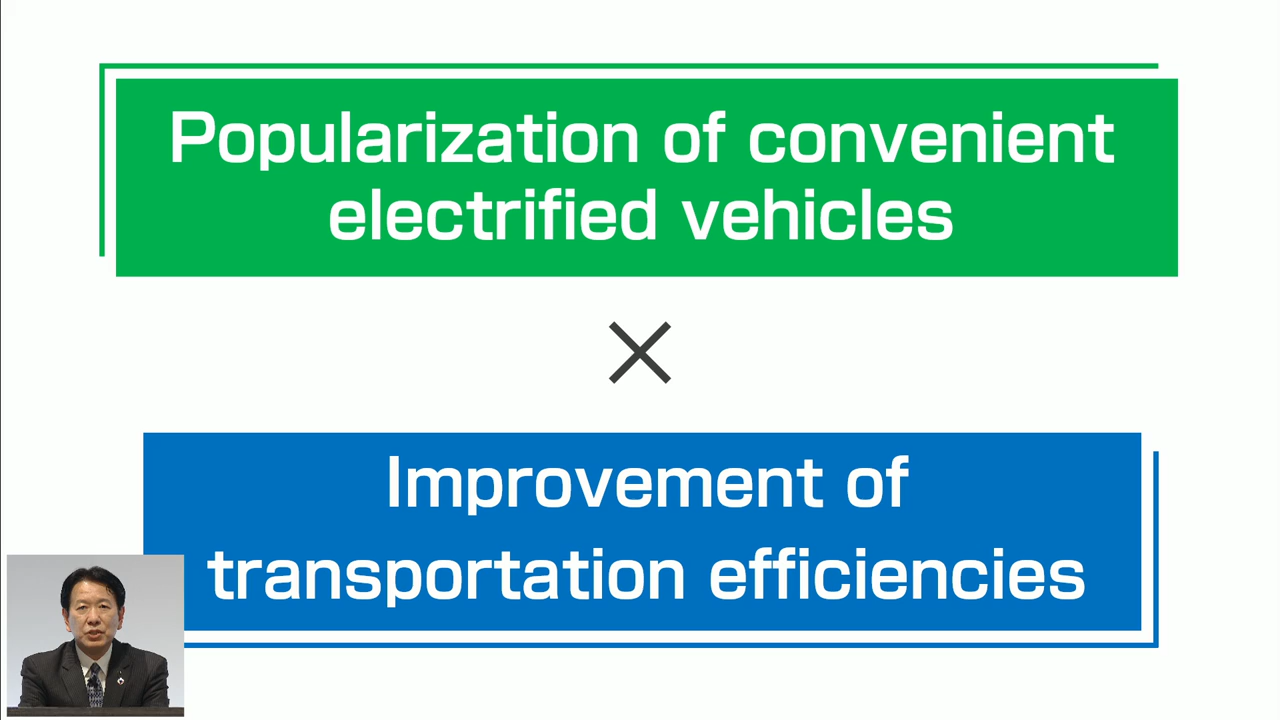 Popularization of convenient
electrified vehicles
×
Improvement of
transportation efficiencies